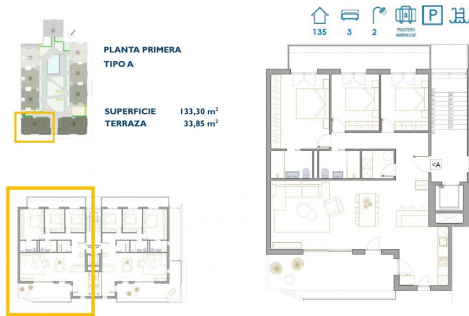 PLANTA PRIMERA
TIPO A
SUPERFICIE 133,30 m²
TERRAZA 33,85 m²
135
3
2
TRASTERO
P
<A